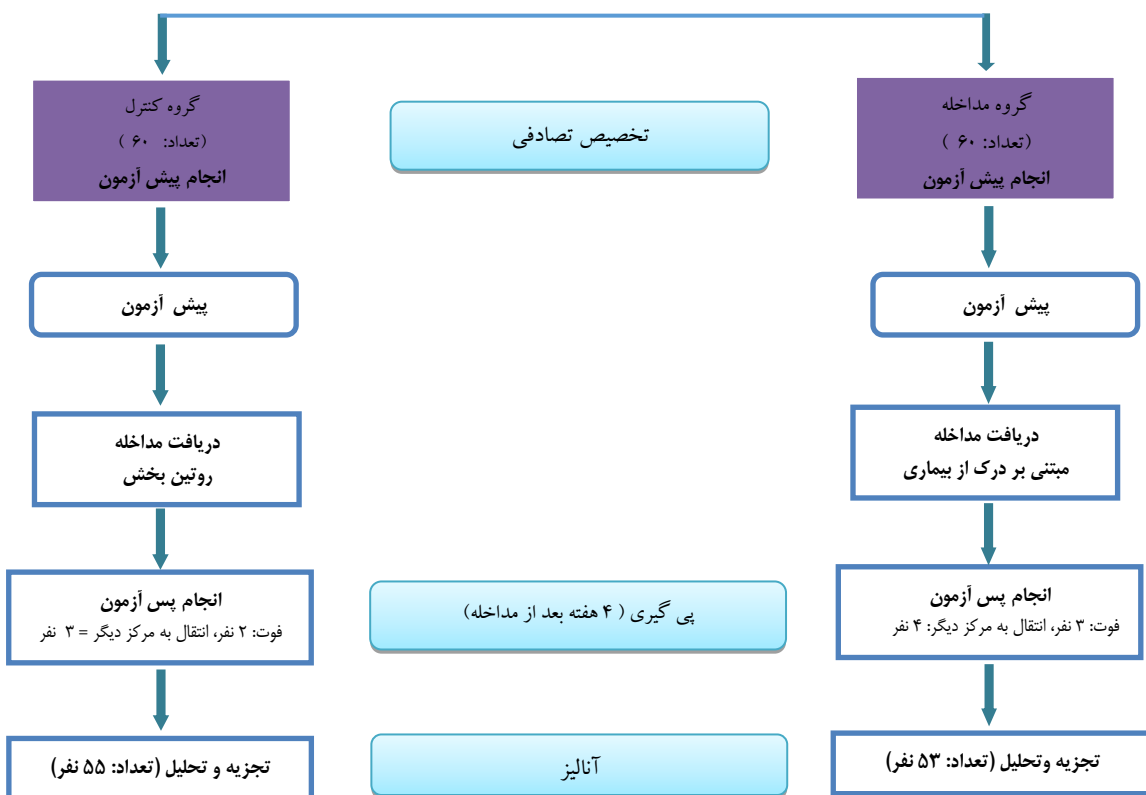 گروه مداخله
(تعداد: ۶۰ )
انجام پیش آزمون
تخصیص تصادفی
گروه کنترل
(تعداد: ۶۰ )
انجام پیش آزمون
پیش آزمون
پیش آزمون
دریافت مداخله
مبتنی بر درک از بیماری
دریافت مداخله
روتین بخش
انجام پس آزمون
فوت: ۳ نفر، انتقال به مرکز دیگر: ۴ نفر
پی گیری ( ۴ هفته بعد از مداخله)
انجام پس آزمون
فوت: ۲ نفر، انتقال به مرکز دیگر = ۳ نفر
تجزیه وتحلیل (تعداد: ۵۳ نفر)
آنالیز
تجزیه و تحلیل (تعداد: ۵۵ نفر)